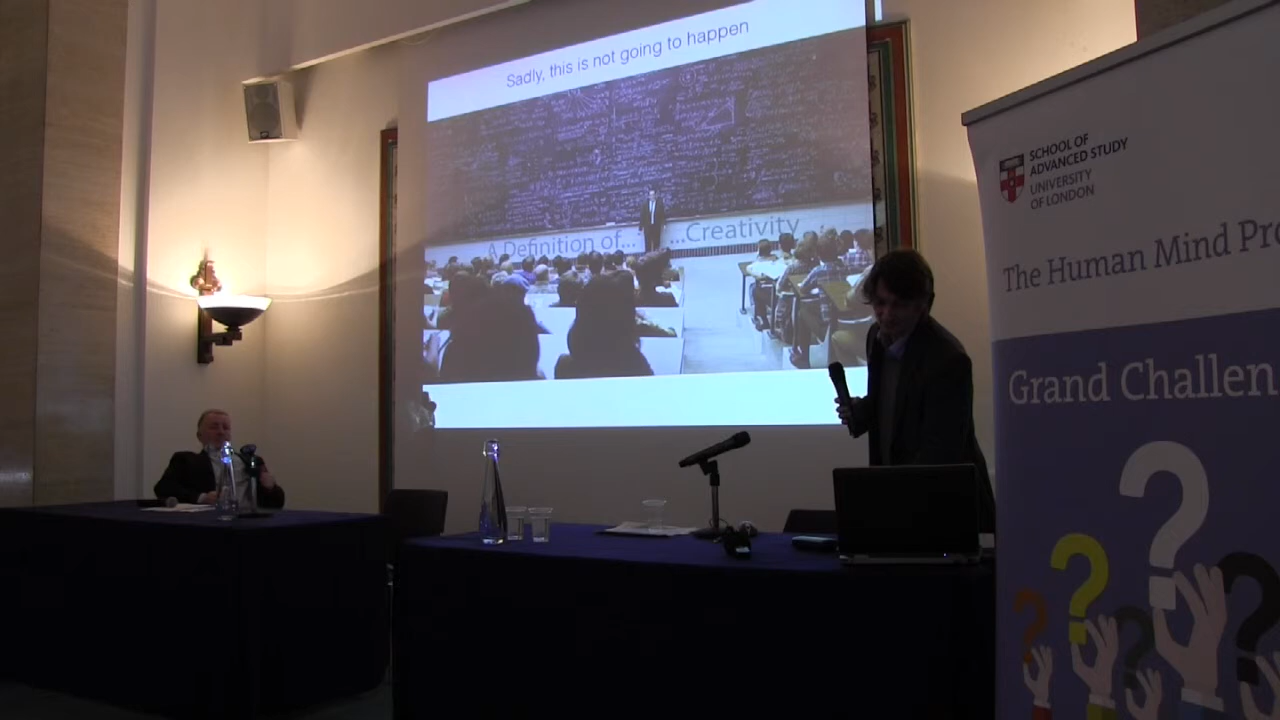 Sadly, this is not going to happen
A Definition of...
...Creativity
SCHOOL OF
ADVANCED STUDY
UNIVERSITY
OF LONDON
The Human Mind Pro
Grand Challen